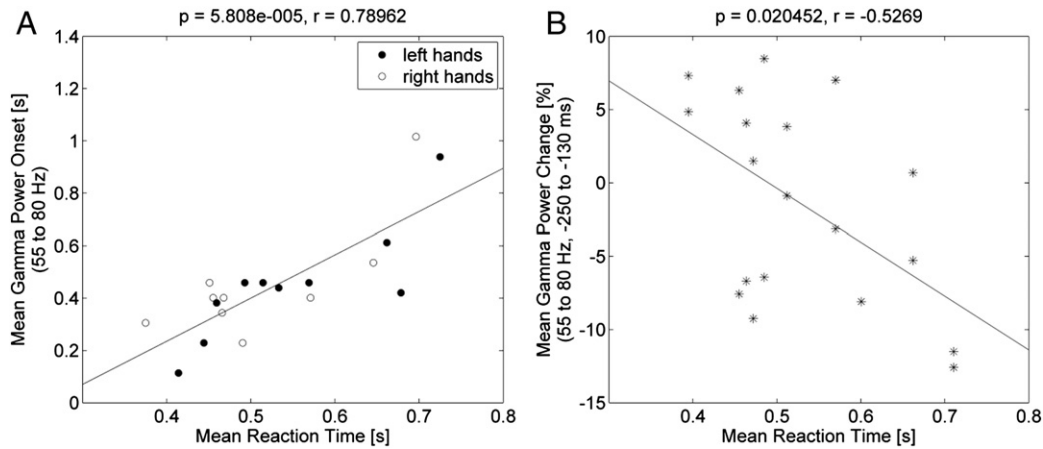 A
p = 5.808e-005, r = 0.78962
1.4
1.2
1
0.8
0.6
0.4
0.2
0
0.4
0.5
0.6
0.7
0.8
Mean Gamma Power Onset [s]
(55 to 80 Hz)
Mean Reaction Time [s]
left hands
right hands
B
p = 0.020452, r = -0.5269
10
5
0
-5
-10
-15
0.4
0.5
0.6
0.7
0.8
Mean Gamma Power Change [%]
(55 to 80 Hz, -250 to -130 ms)
Mean Reaction Time [s]